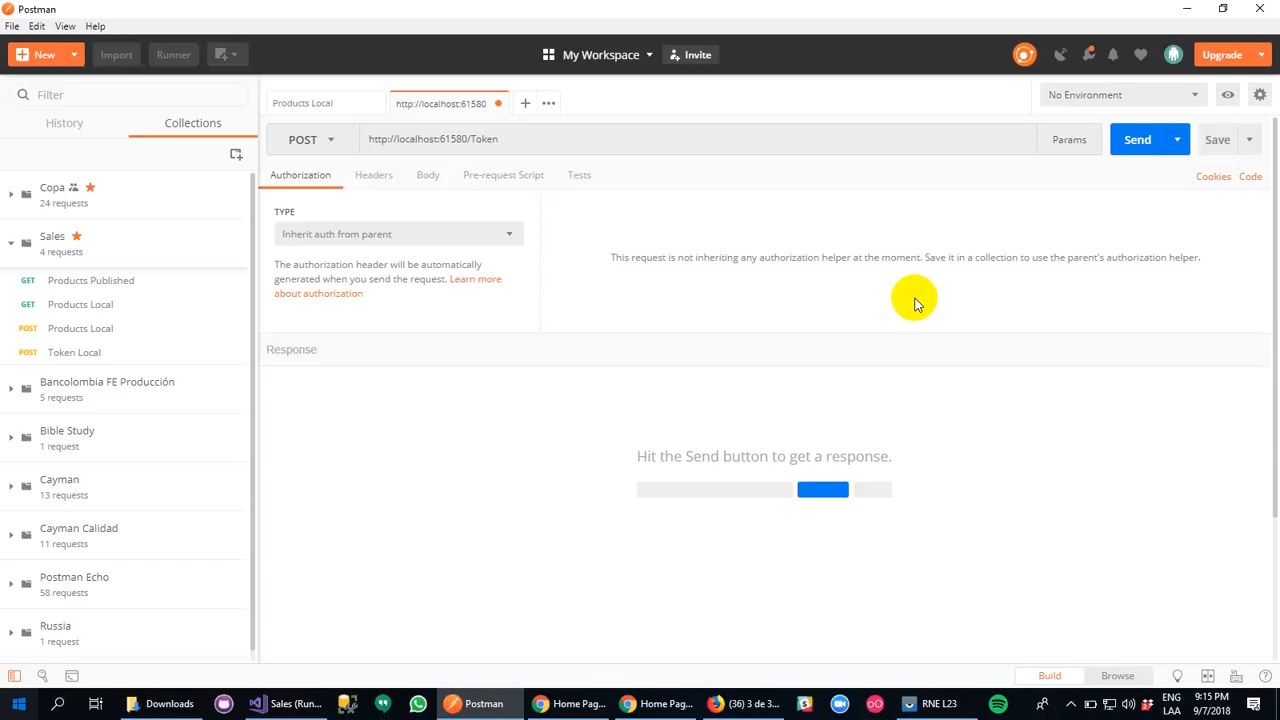 Postman
File Edit View Help
New Import Runner My Workspace Invite Upgrade
Filter
History Collections
Copa
24 requests
Sales
4 requests
GET Products Published
GET Products Local
POST Products Local
POST Token Local
Bancolombia FE Producción
5 requests
Bible Study
1 request
Cayman
13 requests
Cayman Calidad
11 requests
Postman Echo
58 requests
Russia
1 request
Products Local http://localhost:61580 No Environment
POST http://localhost:61580/Token Params Send Save
Authorization Headers Body Pre-request Script Tests Cookies Code
TYPE
Inherit auth from parent
The authorization header will be automatically
generated when you send the request. Learn more
about authorization
This request is not inheriting any authorization helper at the moment. Save it in a collection to use the parent's authorization helper.
Response
Hit the Send button to get a response.
Build Browse
Downloads Sales (Run... Postman Home Pag... Home Pag... (36) 3 de 3... RNE L23
ENG
LAA
9:15 PM
9/7/2018